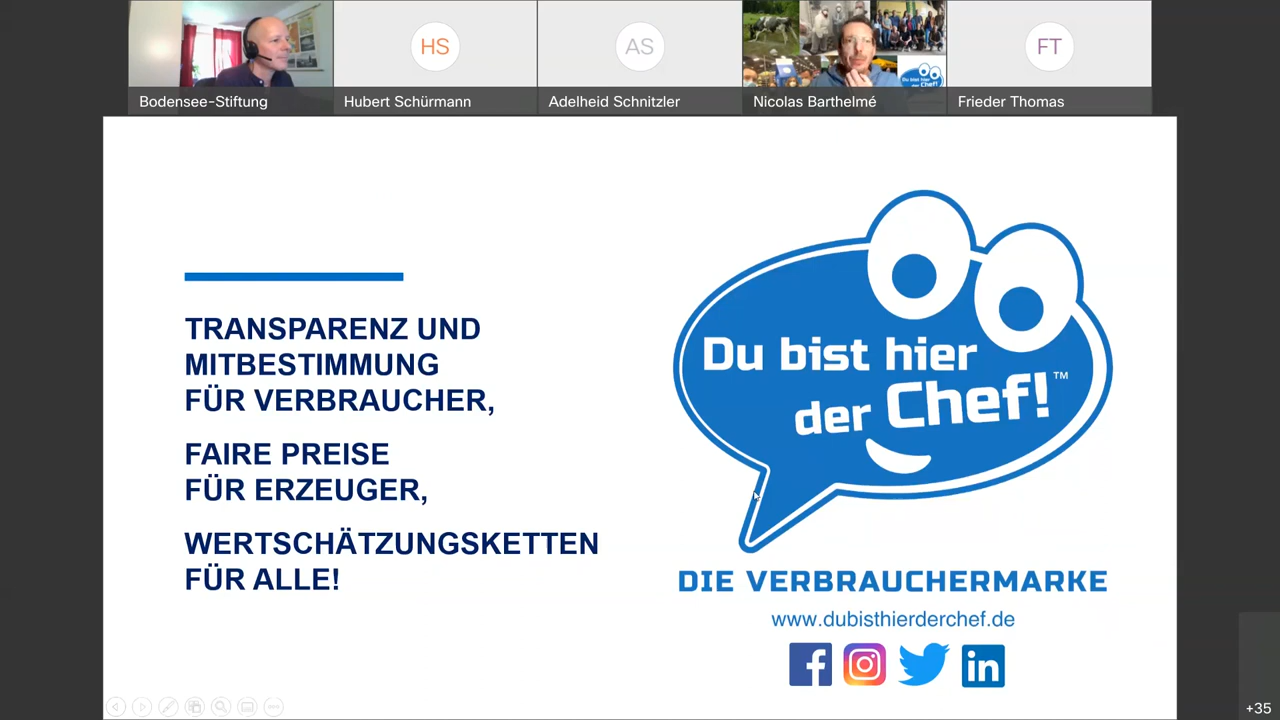 HS
AS
FT
Bodensee-Stiftung
Hubert Schürmann
Adelheid Schnitzler
Nicolas Barthelmé
Frieder Thomas
TRANSPARENZ UND
MITBESTIMMUNG
FÜR VERBRAUCHER,
FAIRE PREISE
FÜR ERZEUGER,
WERTSCHÄTZUNGSKETTEN
FÜR ALLE!
Du bist hier
der Chef!™
DIE VERBRAUCHERMARKE
www.dubisthierderchef.de
+35